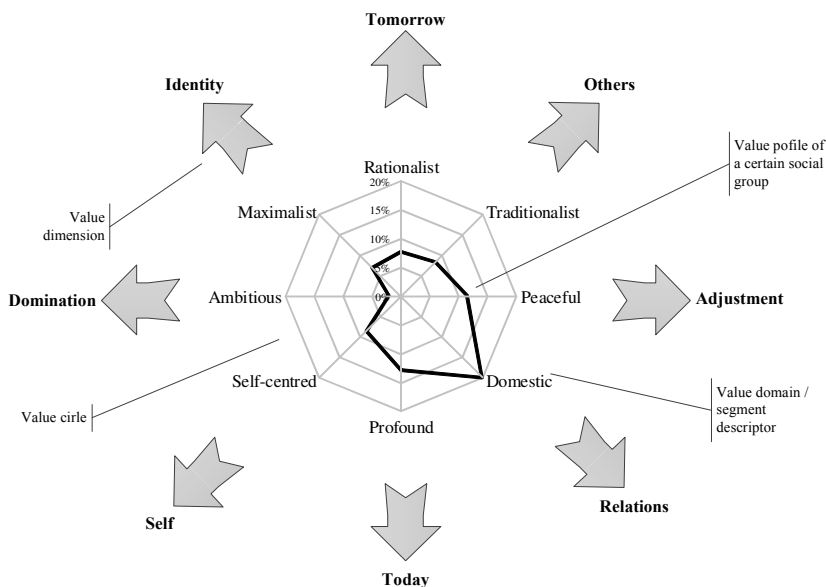 Tomorrow
Identity
Others
Value pofile of
a certain social
group
Rationalist
20%
Maximalist
15%
Traditionalist
Value
dimension
10%
5%
Domination
Ambitious
0%
Peaceful
Adjustment
Self-centred
Domestic
Value domain /
segment
descriptor
Value cirle
Profound
Relations
Self
Today